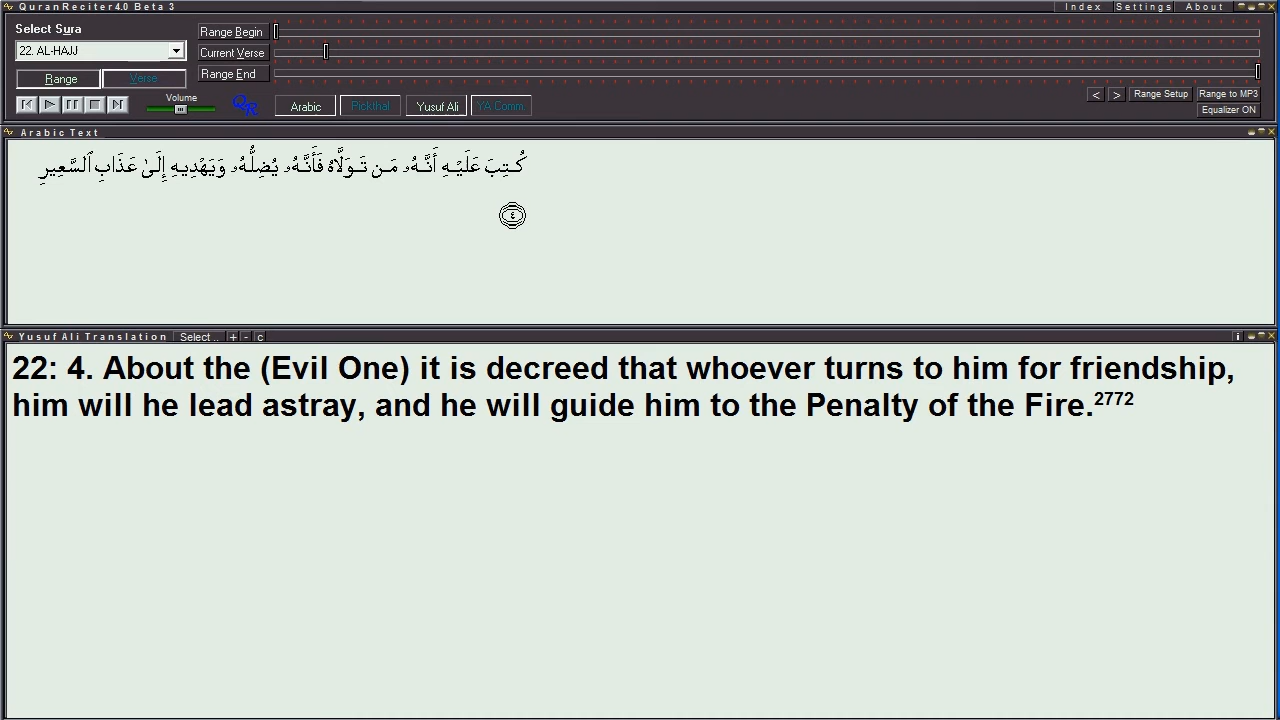 QuranReciter4.0 Beta 3
Index Settings About
Select Sura
22. AL-HAJJ
Range Verse
Volume
Range Begin
Current Verse
Range End
Arabic Pickthal Yusuf Ali YA Comm.
< > Range Setup Range to MP3
Equalizer ON
Arabic Text
كُتِبَ عَلَيْهِ أَنَّهُۥ مَن تَوَلَّاهُ فَأَنَّهُۥ يُضِلُّهُۥ وَيَهْدِيهِ إِلَىٰ عَذَابِ ٱلسَّعِيرِ
٤
Yusuf Ali Translation Select .. + - c i
22: 4. About the (Evil One) it is decreed that whoever turns to him for friendship,
him will he lead astray, and he will guide him to the Penalty of the Fire.2772